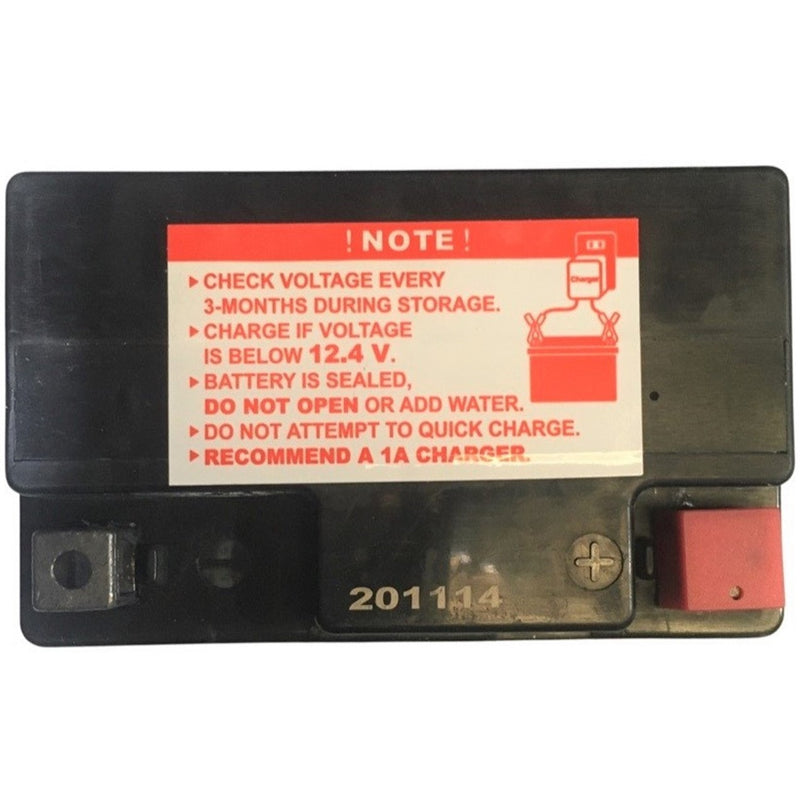 ! NOTE !
Charger
▸ CHECK VOLTAGE EVERY
3-MONTHS DURING STORAGE.
▸ CHARGE IF VOLTAGE
IS BELOW 12.4 V.
▸ BATTERY IS SEALED,
DO NOT OPEN OR ADD WATER.
▸ DO NOT ATTEMPT TO QUICK CHARGE.
▸ RECOMMEND A 1A CHARGER.
201114